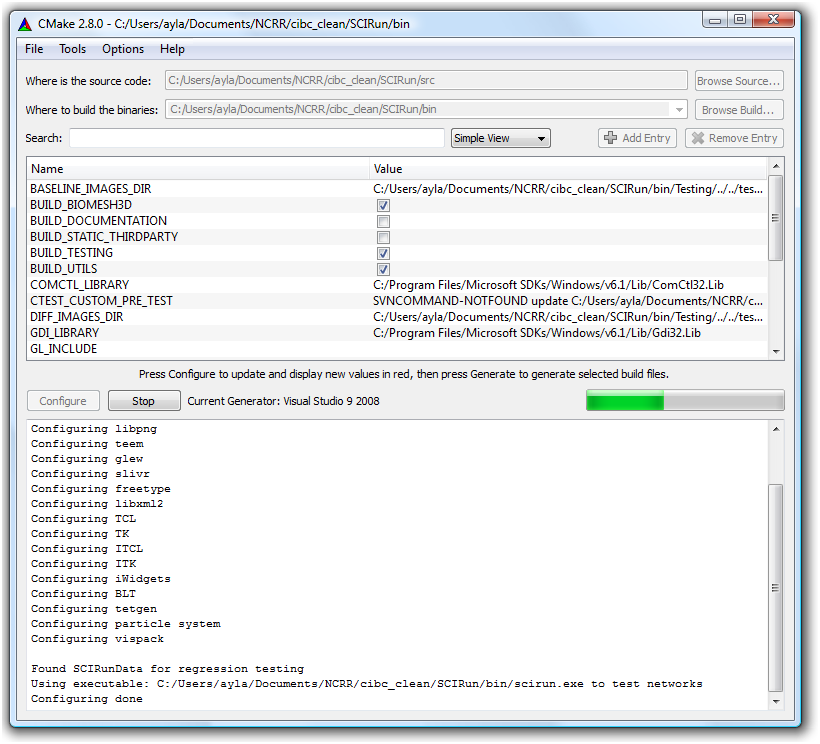 CMake 2.8.0 - C:/Users/ayla/Documents/NCRR/cibc_clean/SCIRun/bin
File Tools Options Help
Where is the source code: C:/Users/ayla/Documents/NCRR/cibc_clean/SCIRun/src Browse Source...
Where to build the binaries: C:/Users/ayla/Documents/NCRR/cibc_clean/SCIRun/bin Browse Build...
Search: Simple View Add Entry Remove Entry
Name Value
BASELINE_IMAGES_DIR C:/Users/ayla/Documents/NCRR/cibc_clean/SCIRun/bin/Testing/../../tes...
BUILD_BIOMESH3D
BUILD_DOCUMENTATION
BUILD_STATIC_THIRDPARTY
BUILD_TESTING
BUILD_UTILS
COMCTL_LIBRARY C:/Program Files/Microsoft SDKs/Windows/v6.1/Lib/ComCtl32.Lib
CTEST_CUSTOM_PRE_TEST SVNCOMMAND-NOTFOUND update C:/Users/ayla/Documents/NCRR/c...
DIFF_IMAGES_DIR C:/Users/ayla/Documents/NCRR/cibc_clean/SCIRun/bin/Testing/../../tes...
GDI_LIBRARY C:/Program Files/Microsoft SDKs/Windows/v6.1/Lib/Gdi32.Lib
GL_INCLUDE
Press Configure to update and display new values in red, then press Generate to generate selected build files.
Configure Stop Current Generator: Visual Studio 9 2008
Configuring libpng
Configuring teem
Configuring glew
Configuring slivr
Configuring freetype
Configuring libxml2
Configuring TCL
Configuring TK
Configuring ITCL
Configuring ITK
Configuring iWidgets
Configuring BLT
Configuring tetgen
Configuring particle system
Configuring vispack
Found SCIRunData for regression testing
Using executable: C:/Users/ayla/Documents/NCRR/cibc_clean/SCIRun/bin/scirun.exe to test networks
Configuring done